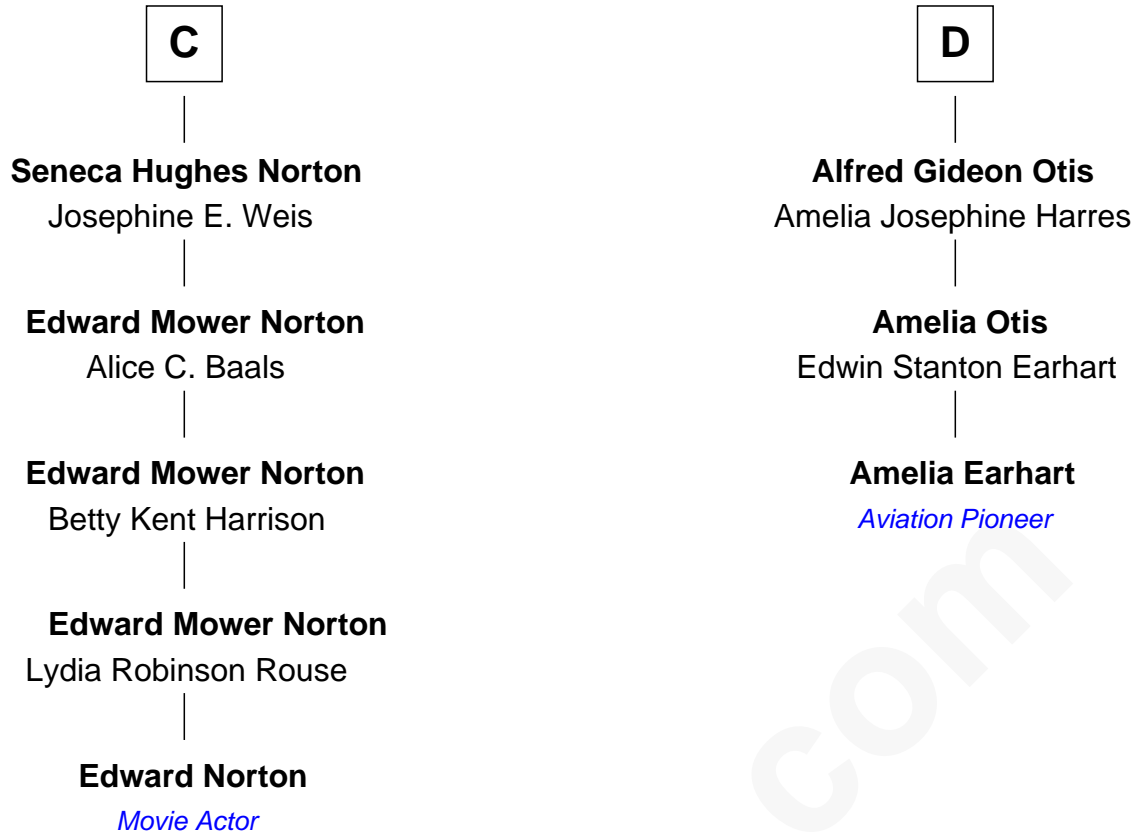 C
Seneca Hughes Norton
Josephine E. Weis
Edward Mower Norton
Alice C. Baals
Edward Mower Norton
Betty Kent Harrison
Edward Mower Norton
Lydia Robinson Rouse
Edward Norton
Movie Actor
D
Alfred Gideon Otis
Amelia Josephine Harres
Amelia Otis
Edwin Stanton Earhart
Amelia Earhart
Aviation Pioneer
com